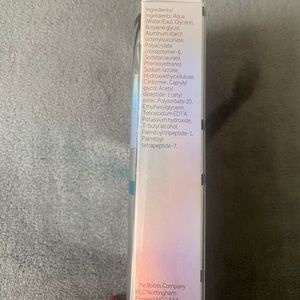 Ingredients/
Ingredients: Aqua
(Water/Eau), Glycerin,
Butylene glycol,
Aluminum starch
octenylsuccinate,
Polyacrylate
crosspolymer-6,
Sorbitan laurate,
Phenoxyethanol,
Sodium lactate,
Hydroxyethylcellulose,
Carbomer, Caprylyl
glycol, Acetyl
dipeptide-1 cetyl
ester, Polysorbate 20,
Ethylhexylglycerin,
Tetrasodium EDTA,
Potassium hydroxide,
T-butyl alcohol,
Palmitoyl tripeptide-1,
Palmitoyl
tetrapeptide-7.
The Boots Company
PLC Nottingham